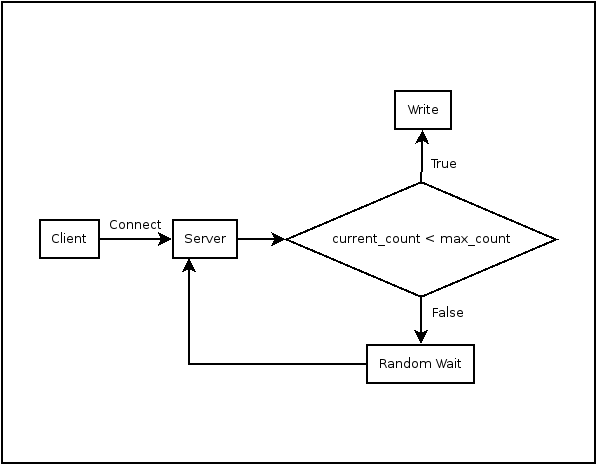 Write
True
Connect
Client
Server
current_count < max_count
False
Random Wait